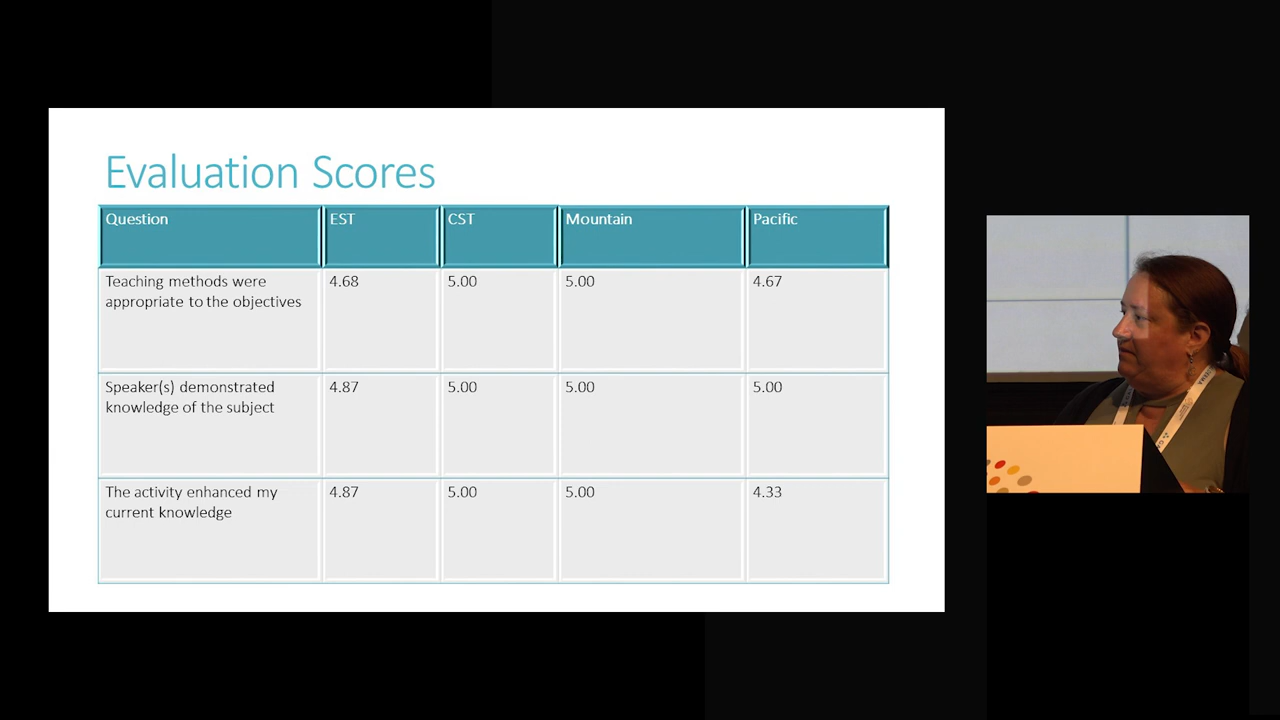 Evaluation Scores
Question EST CST Mountain Pacific
Teaching methods were 4.68 5.00 5.00 4.67
appropriate to the objectives
Speaker(s) demonstrated 4.87 5.00 5.00 5.00
knowledge of the subject
The activity enhanced my 4.87 5.00 5.00 4.33
current knowledge